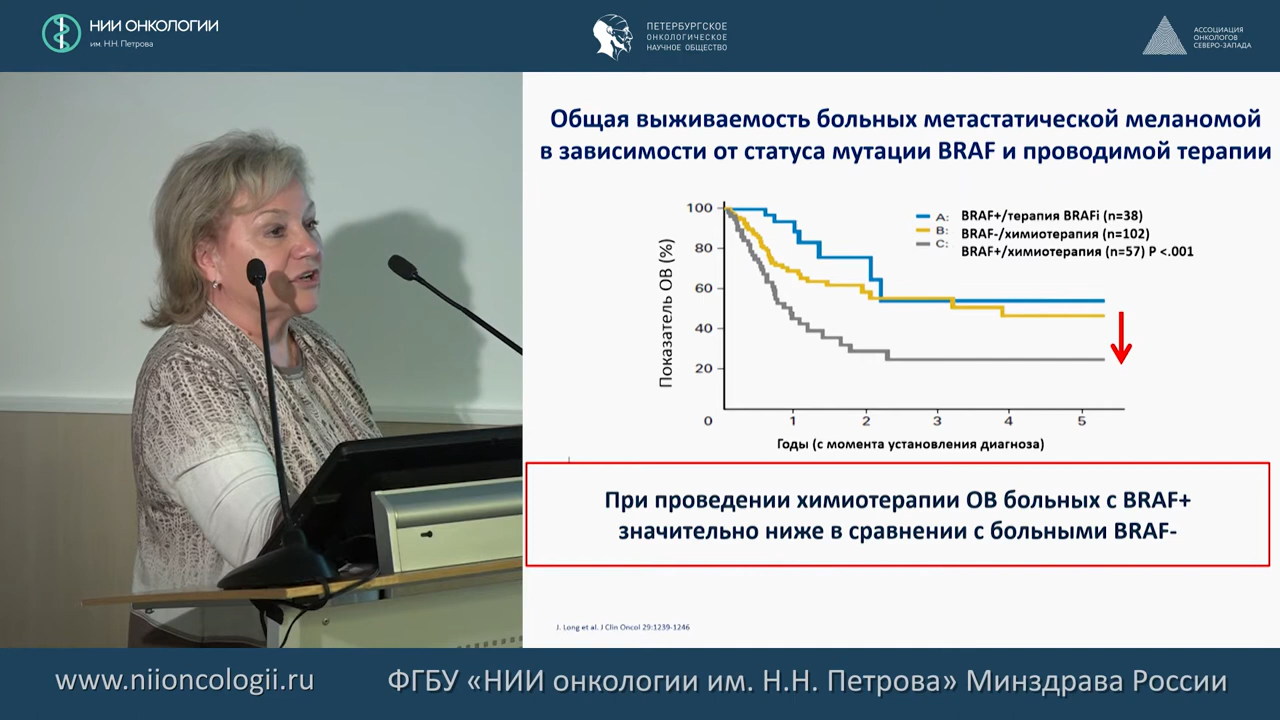 НИИ ОНКОЛОГИИ
им. Н.Н. Петрова
ПЕТЕРБУРГСКОЕ
ОНКОЛОГИЧЕСКОЕ
НАУЧНОЕ ОБЩЕСТВО
АССОЦИАЦИЯ
ОНКОЛОГОВ
СЕВЕРО-ЗАПАДА
Общая выживаемость больных метастатической меланомой
в зависимости от статуса мутации BRAF и проводимой терапии
Показатель ОВ (%)
100
80
60
40
20
0
1
2
3
4
5
A: BRAF+/терапия BRAFi (n=38)
B: BRAF-/химиотерапия (n=102)
C: BRAF+/химиотерапия (n=57) P <.001
Годы (с момента установления диагноза)
При проведении химиотерапии ОВ больных с BRAF+
значительно ниже в сравнении с больными BRAF-
J. Long et al. J Clin Oncol 29:1239-1246
www.niioncologii.ru
ФГБУ «НИИ онкологии им. Н.Н. Петрова» Минздрава России